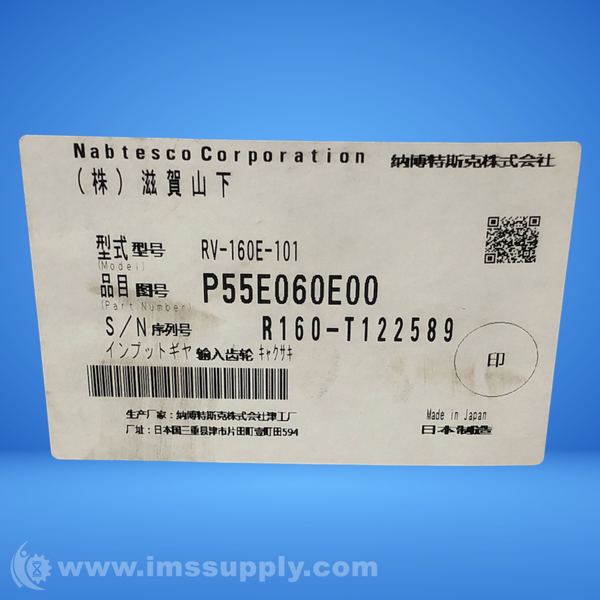 Nabtesco Corporation 纳博特斯克株式会社
(株) 滋賀山下
型式 型号 RV-160E-101
(Model)
品目 图号 P55E060E00
(Part Number)
S/N 序列号 R160-T122589
インプットギヤ 输入齿轮 キャクサキ
印
生产厂家：纳博特斯克株式会社津工厂
厂址：日本国三重县津市片田町壹町田594
Made in Japan
日本制造
www.imssupply.com